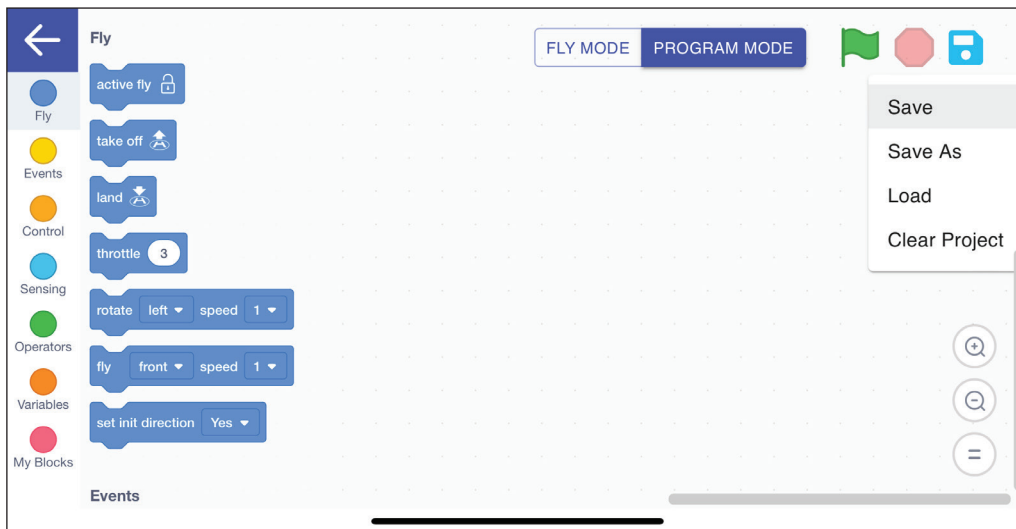 Fly
FLY MODE PROGRAM MODE
active fly
take off
land
throttle 3
rotate left speed 1
fly front speed 1
set init direction Yes
Events
Fly
Events
Control
Sensing
Operators
Variables
My Blocks
Save
Save As
Load
Clear Project